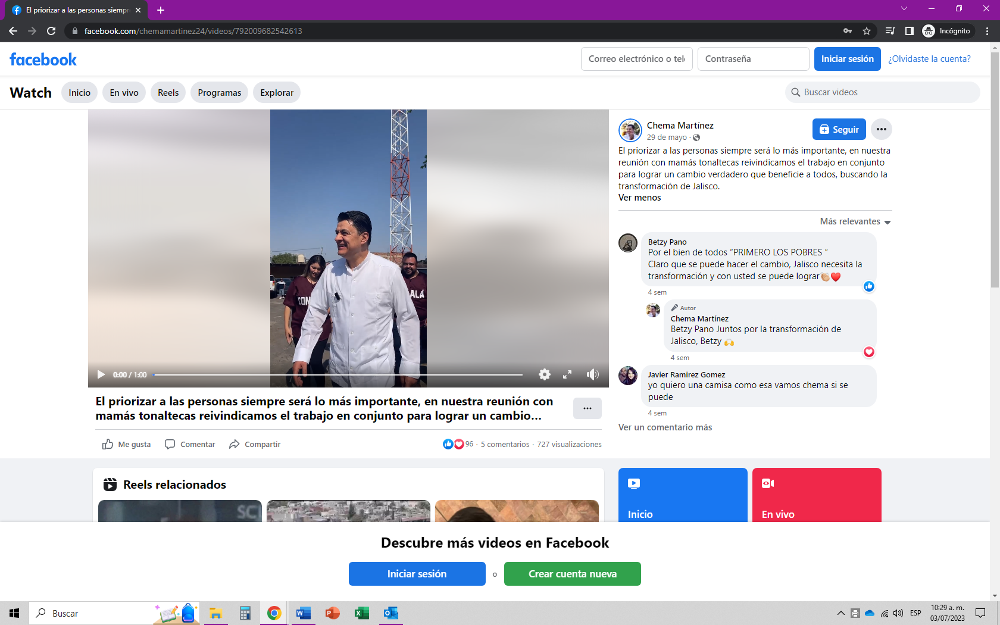 El priorizar a las personas siempr
facebook.com/chemamartinez24/videos/792009682542613
Incógnito
facebook
Correo electrónico o tel
Contraseña
Iniciar sesión
¿Olvidaste la cuenta?
Watch
Inicio
En vivo
Reels
Programas
Explorar
Buscar videos
CON
ALÁ
0:00 / 1:00
El priorizar a las personas siempre será lo más importante, en nuestra reunión con
mamás tonaltecas reivindicamos el trabajo en conjunto para lograr un cambio...
Me gusta
Comentar
Compartir
96 · 5 comentarios · 727 visualizaciones
Chema Martínez
29 de mayo ·
Seguir
El priorizar a las personas siempre será lo más importante, en nuestra
reunión con mamás tonaltecas reivindicamos el trabajo en conjunto
para lograr un cambio verdadero que beneficie a todos, buscando la
transformación de Jalisco.
Ver menos
Más relevantes
Betzy Pano
Por el bien de todos “PRIMERO LOS POBRES “
Claro que se puede hacer el cambio, Jalisco necesita la
transformación y con usted se puede lograr👏🏼❤️
4 sem
Autor
Chema Martínez
Betzy Pano Juntos por la transformación de
Jalisco, Betzy 🙌
4 sem
Javier Ramirez Gomez
yo quiero una camisa como esa vamos chema si se
puede
4 sem
Ver un comentario más
Reels relacionados
SC
Inicio
En vivo
Descubre más videos en Facebook
Iniciar sesión
o
Crear cuenta nueva
Buscar
ESP
10:29 a. m.
03/07/2023